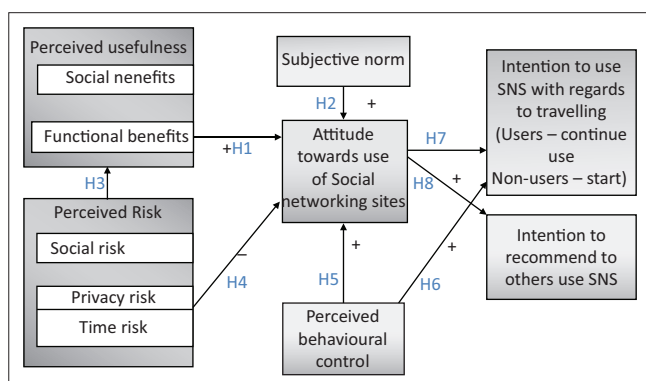 Perceived usefulness
Social nenefits
Functional benefits
+H1
H3
Perceived Risk
Social risk
Privacy risk
Time risk
–
H4
Subjective norm
H2
+
Attitude
towards use
of Social
networking sites
+
H5
Perceived
behavioural
control
H7
H8
+
+
H6
Intention to use
SNS with regards
to travelling
(Users – continue
use
Non-users – start)
Intention to
recommend to
others use SNS